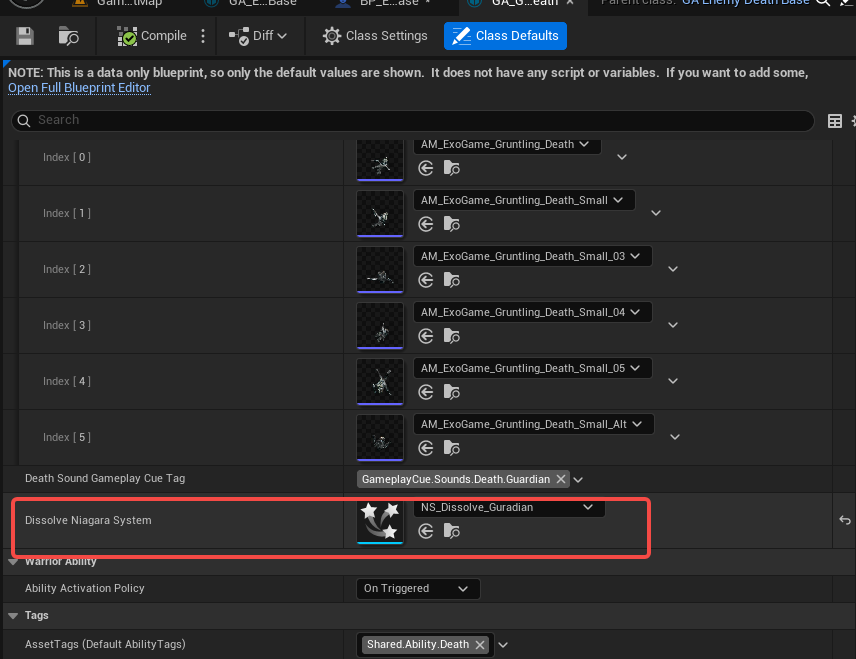 GA_E...Base
BP_E...ase *
Parent class: GA Enemy Death Base
Compile
Diff
Class Settings
Class Defaults
NOTE: This is a data only blueprint, so only the default values are shown.  It does not have any script or variables.  If you want to add some,
Open Full Blueprint Editor
Search
Index [ 0 ]
AM_ExoGame_Gruntling_Death
Index [ 1 ]
AM_ExoGame_Gruntling_Death_Small
Index [ 2 ]
AM_ExoGame_Gruntling_Death_Small_03
Index [ 3 ]
AM_ExoGame_Gruntling_Death_Small_04
Index [ 4 ]
AM_ExoGame_Gruntling_Death_Small_05
Index [ 5 ]
AM_ExoGame_Gruntling_Death_Small_Alt
Death Sound Gameplay Cue Tag
GameplayCue.Sounds.Death.Guardian
Dissolve Niagara System
NS_Dissolve_Guradian
Warrior Ability
Ability Activation Policy
On Triggered
Tags
AssetTags (Default AbilityTags)
Shared.Ability.Death